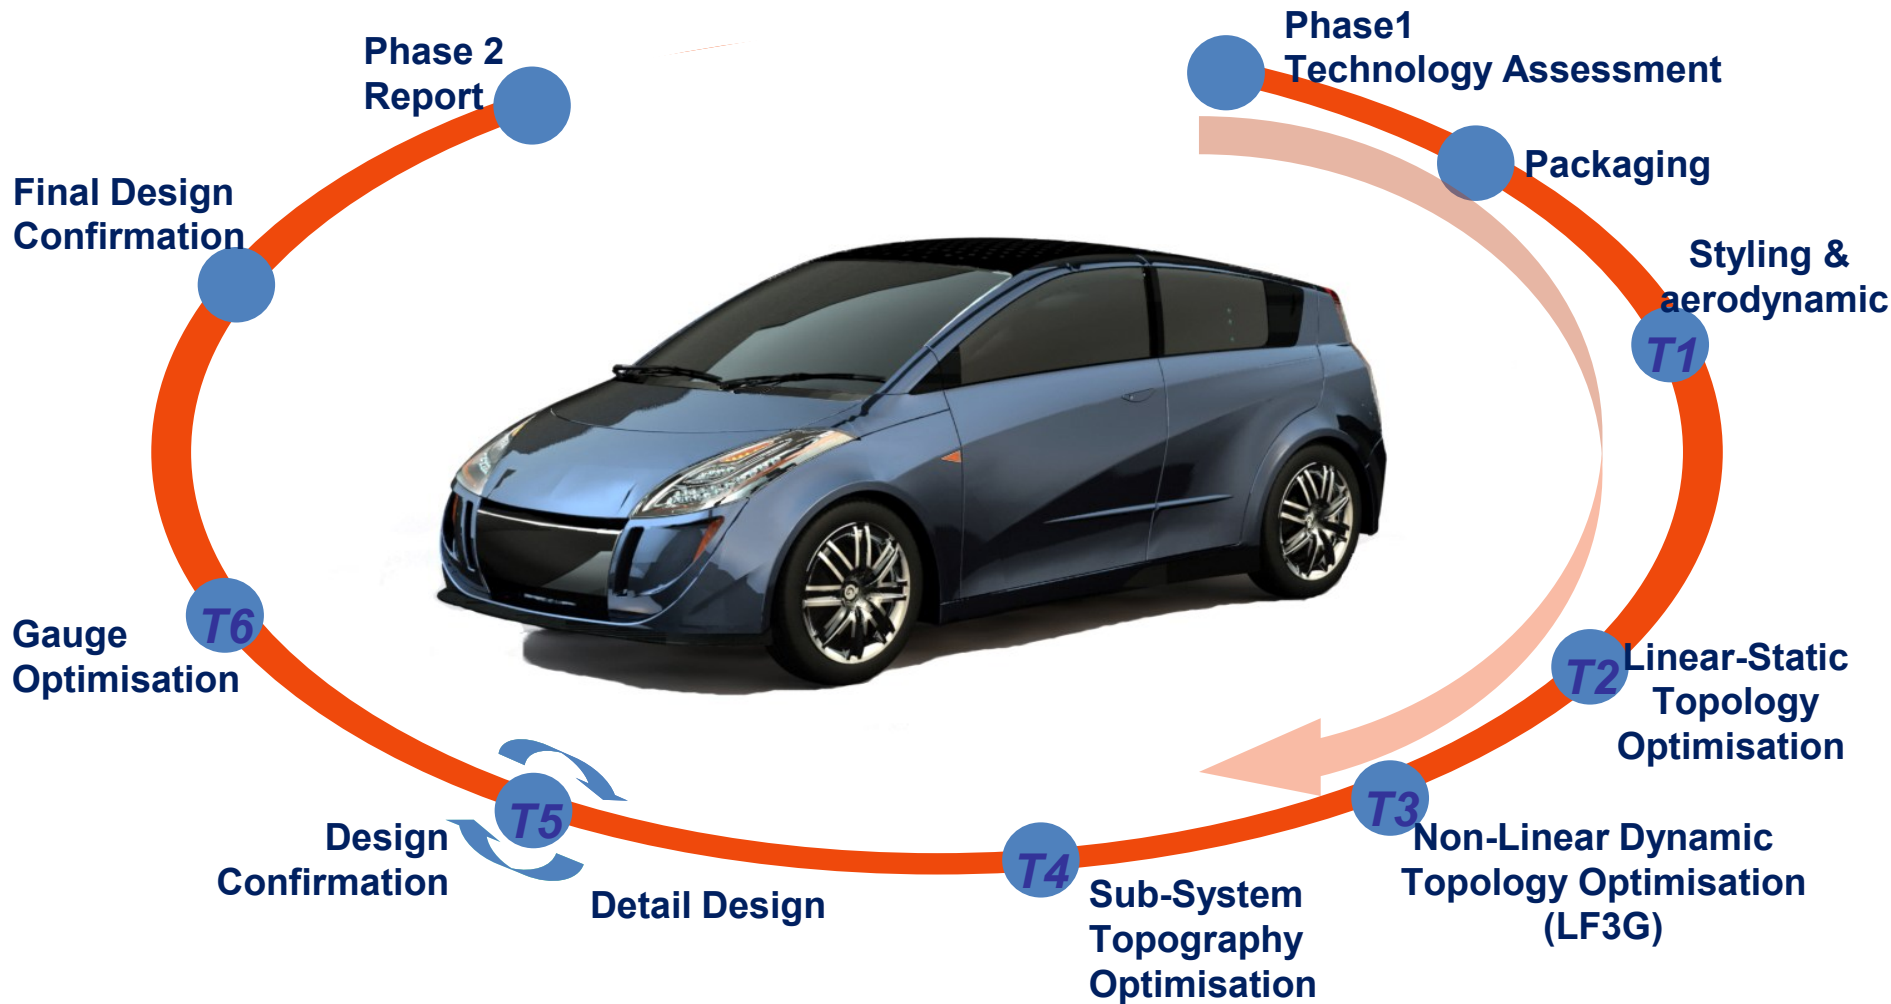 Phase1
Technology Assessment
Packaging
Styling &
aerodynamic
T1
T2
Linear-Static
Topology
Optimisation
T3
Non-Linear Dynamic
Topology Optimisation
(LF3G)
T4
Sub-System
Topography
Optimisation
T5
Detail Design
Design
Confirmation
T6
Gauge
Optimisation
Final Design
Confirmation
Phase 2
Report